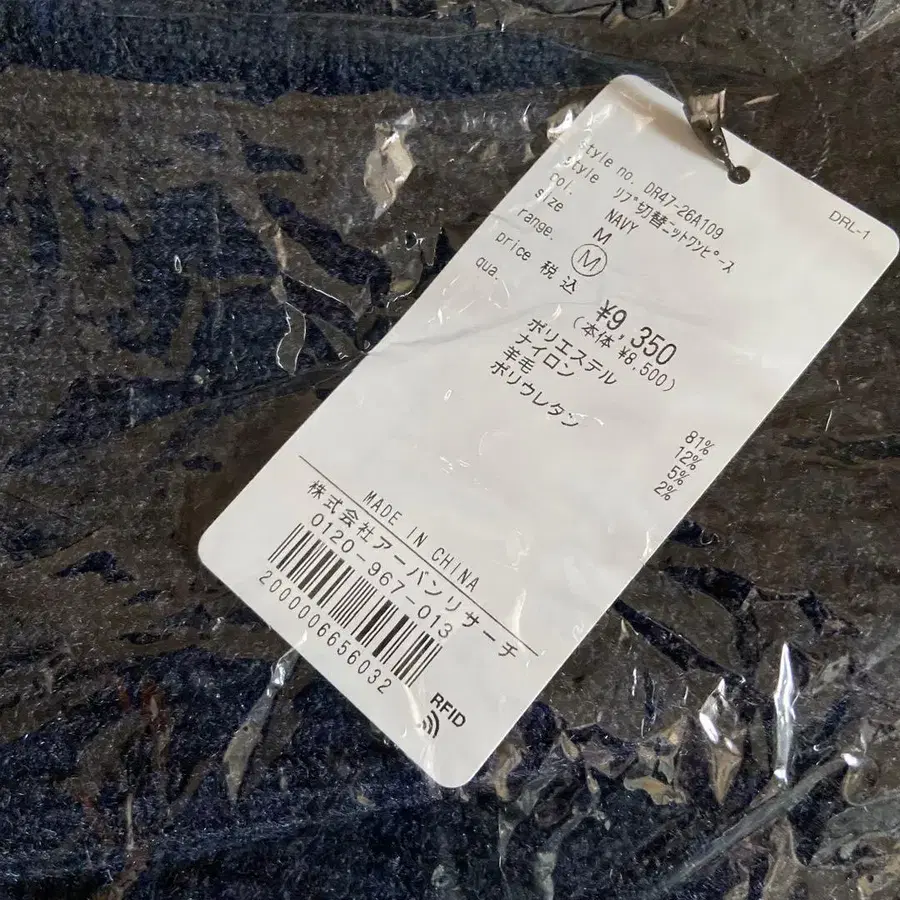 DRL-1
style no. DR47-26A109
style ﾘﾌﾞ切替ﾆｯﾄﾜﾝﾋﾟｰｽ
col. NAVY
size M
range. Ⓜ
price 税込 ¥9,350
(本体 ¥8,500)
qua.
ポリエステル 81%
ナイロン 12%
羊毛 5%
ポリウレタン 2%
MADE IN CHINA
株式会社アーバンリサーチ
0120-967-013
2000006656032
RFID